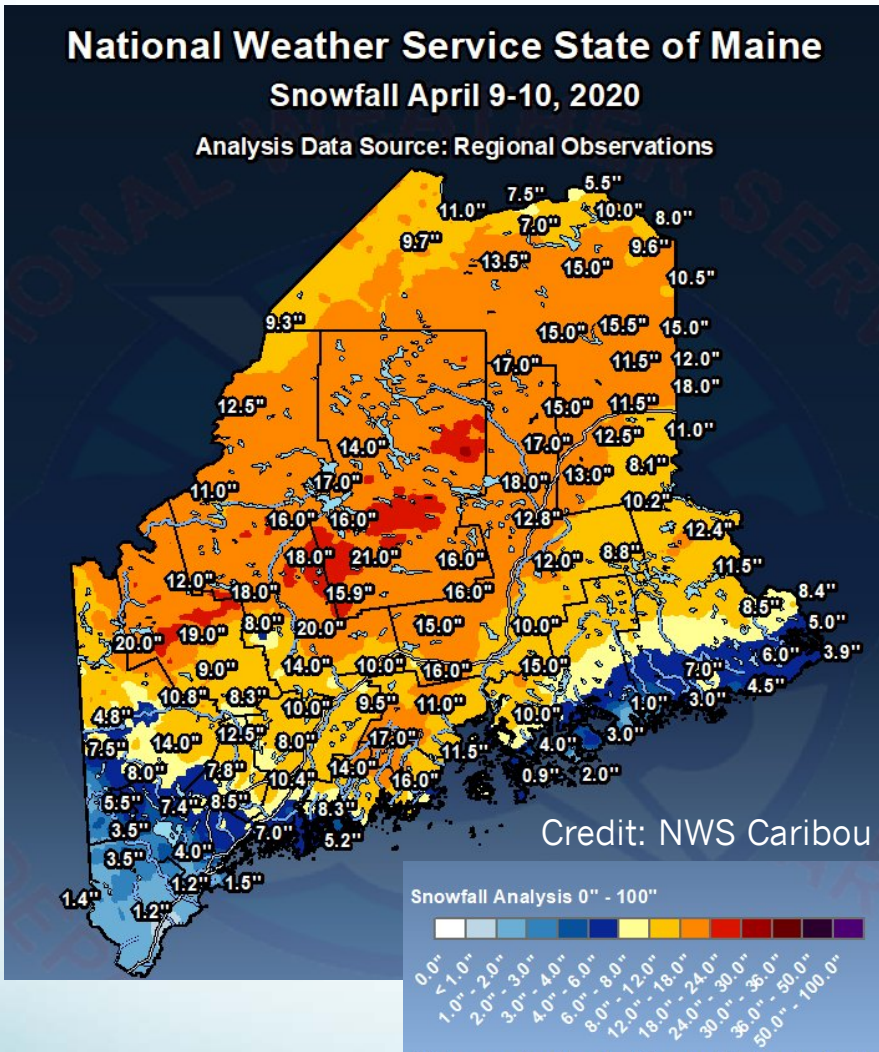 National Weather Service State of Maine
Snowfall April 9-10, 2020
Analysis Data Source: Regional Observations
7.5" 5.5"
11.0" 7.0" 10.0" 8.0"
9.7" 9.6"
13.5" 15.0" 10.5"
9.3" 15.0" 15.5" 15.0"
17.0" 11.5" 12.0"
18.0"
12.5" 15.0" 11.5"
14.0" 17.0" 12.5" 11.0"
17.0" 18.0" 13.0" 8.1"
11.0" 10.2"
16.0" 16.0" 12.8" 12.4"
18.0" 21.0" 16.0" 12.0" 8.8" 11.5"
12.0" 18.0" 15.9" 16.0" 8.4"
8.5"
20.0" 19.0" 8.0" 20.0" 15.0" 10.0" 5.0"
9.0" 14.0" 10.0" 16.0" 15.0" 7.0" 6.0" 3.9"
10.8" 8.3" 10.0" 9.5" 11.0" 1.0" 3.0" 4.5"
4.8" 10.0"
7.5" 14.0" 12.5" 8.0" 17.0" 11.5" 4.0" 3.0"
8.0" 7.8" 10.4" 14.0" 16.0" 0.9" 2.0"
5.5" 7.4" 8.5" 8.3"
3.5" 7.0" 5.2"
3.5" 4.0"
1.4" 1.2" 1.2" 1.5"
Credit: NWS Caribou
Snowfall Analysis 0" - 100"
0.0"
< 1.0"
1.0" - 2.0"
2.0" - 3.0"
3.0" - 4.0"
4.0" - 6.0"
6.0" - 8.0"
8.0" - 12.0"
12.0" - 18.0"
18.0" - 24.0"
24.0" - 30.0"
30.0" - 36.0"
36.0" - 50.0"
50.0" - 100.0"